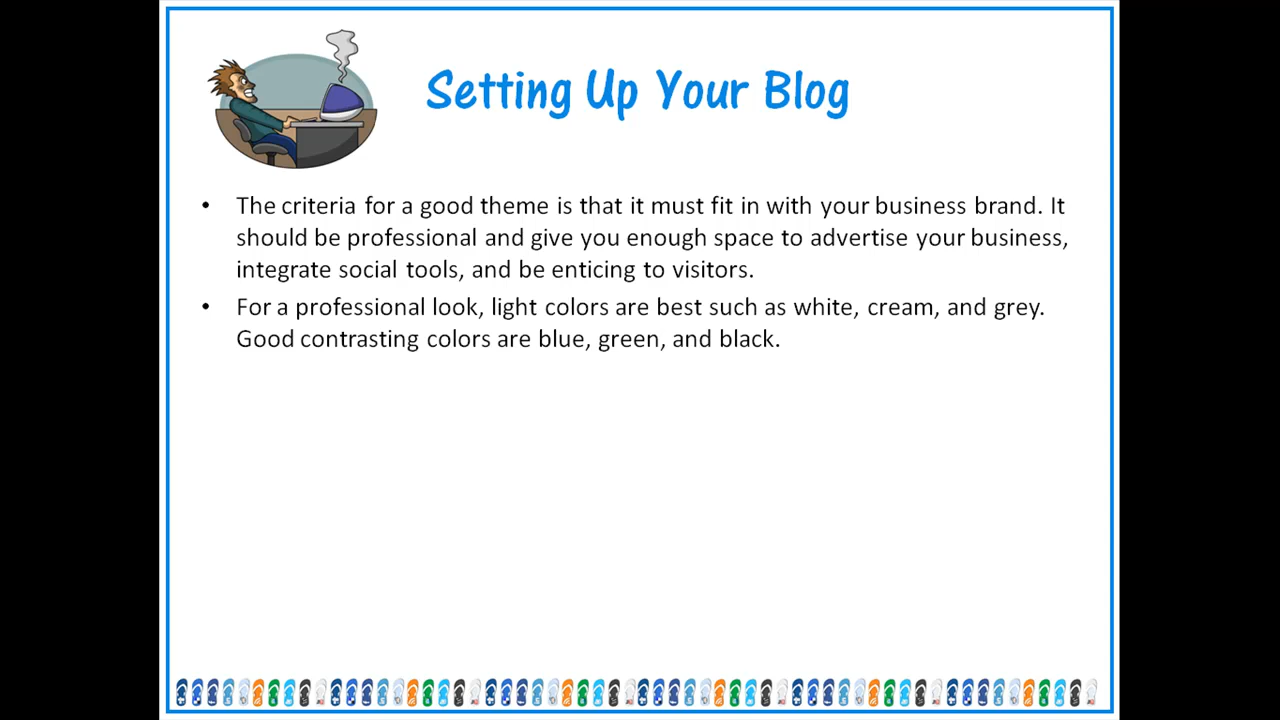 Setting Up Your Blog
• The criteria for a good theme is that it must fit in with your business brand. It
should be professional and give you enough space to advertise your business,
integrate social tools, and be enticing to visitors.
• For a professional look, light colors are best such as white, cream, and grey.
Good contrasting colors are blue, green, and black.